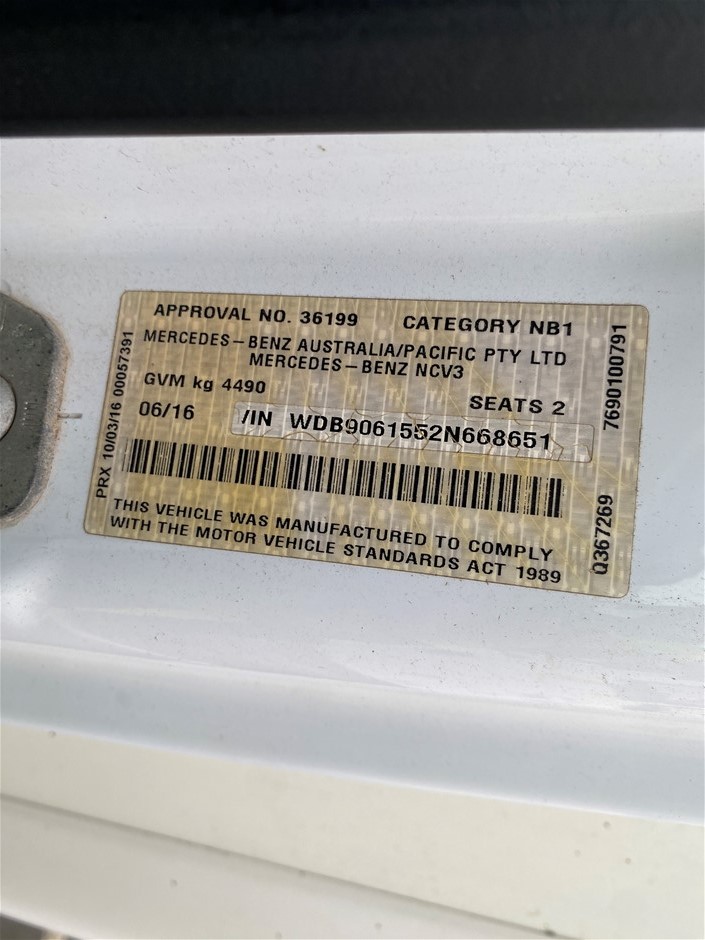 APPROVAL NO. 36199 CATEGORY NB1
MERCEDES-BENZ AUSTRALIA/PACIFIC PTY LTD
MERCEDES-BENZ NCV3
GVM kg 4490
SEATS 2
06/16 /IN WDB9061552N668651
THIS VEHICLE WAS MANUFACTURED TO COMPLY
WITH THE MOTOR VEHICLE STANDARDS ACT 1989
PRX 10/03/16 00057391
7690100791
Q367269